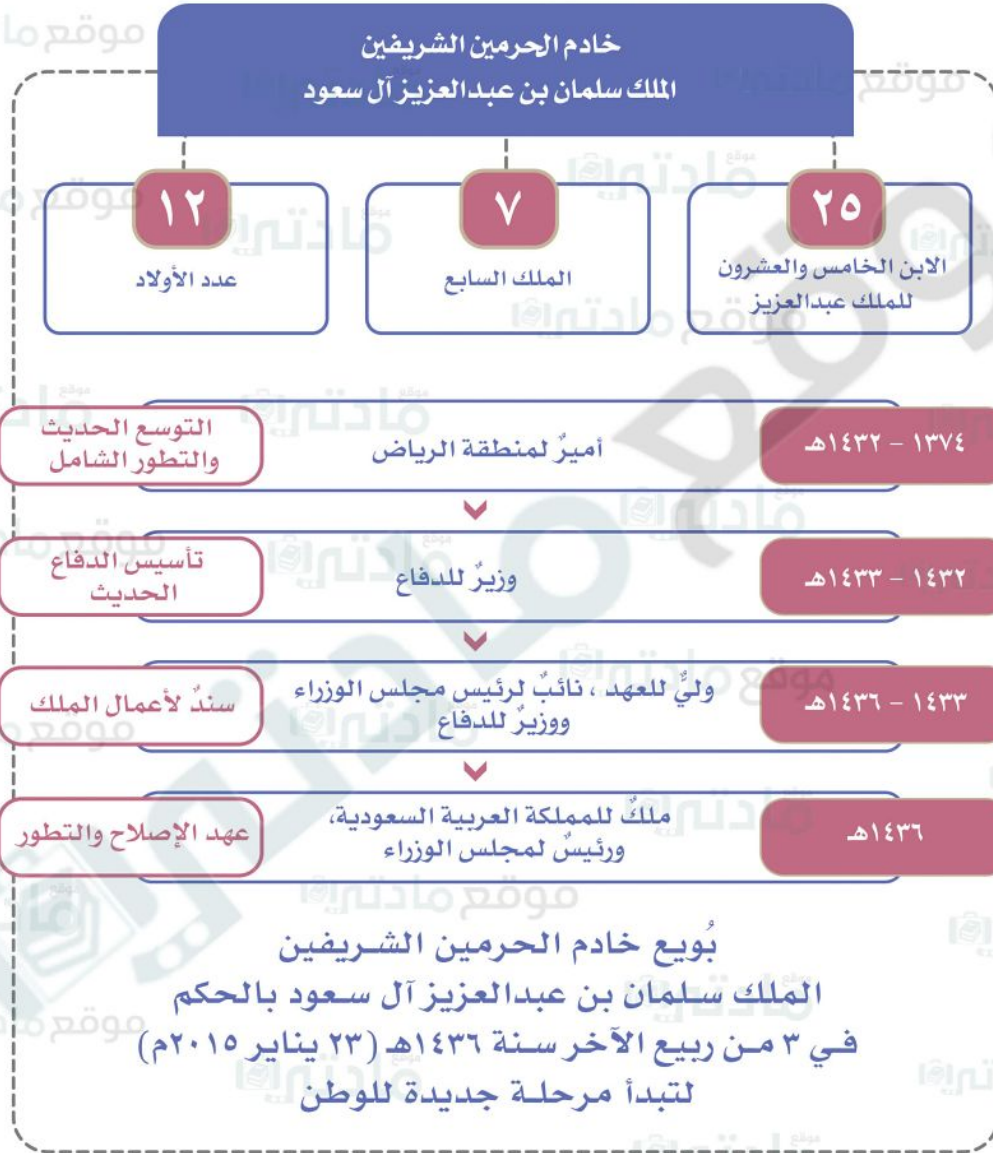 خادم الحرمين الشريفين
الملك سلمان بن عبدالعزيز آل سعود
٢٥
الابن الخامس والعشرون
للملك عبدالعزيز
٧
الملك السابع
١٢
عدد الأولاد
١٣٧٤ – ١٤٣٢هـ
أميرٌ لمنطقة الرياض
التوسع الحديث
والتطور الشامل
١٤٣٢ – ١٤٣٣هـ
وزيرٌ للدفاع
تأسيس الدفاع
الحديث
١٤٣٣ – ١٤٣٦هـ
وليٌّ للعهد ، نائبٌ لرئيس مجلس الوزراء
ووزيرٌ للدفاع
سندٌ لأعمال الملك
١٤٣٦هـ
ملكٌ للمملكة العربية السعودية،
ورئيسٌ لمجلس الوزراء
عهد الإصلاح والتطور
بُويع خادم الحرمين الشريفين
الملك سلمان بن عبدالعزيز آل سعود بالحكم
في ٣ من ربيع الآخر سنة ١٤٣٦هـ (٢٣ يناير ٢٠١٥م)
لتبدأ مرحلة جديدة للوطن
موقع مادتي